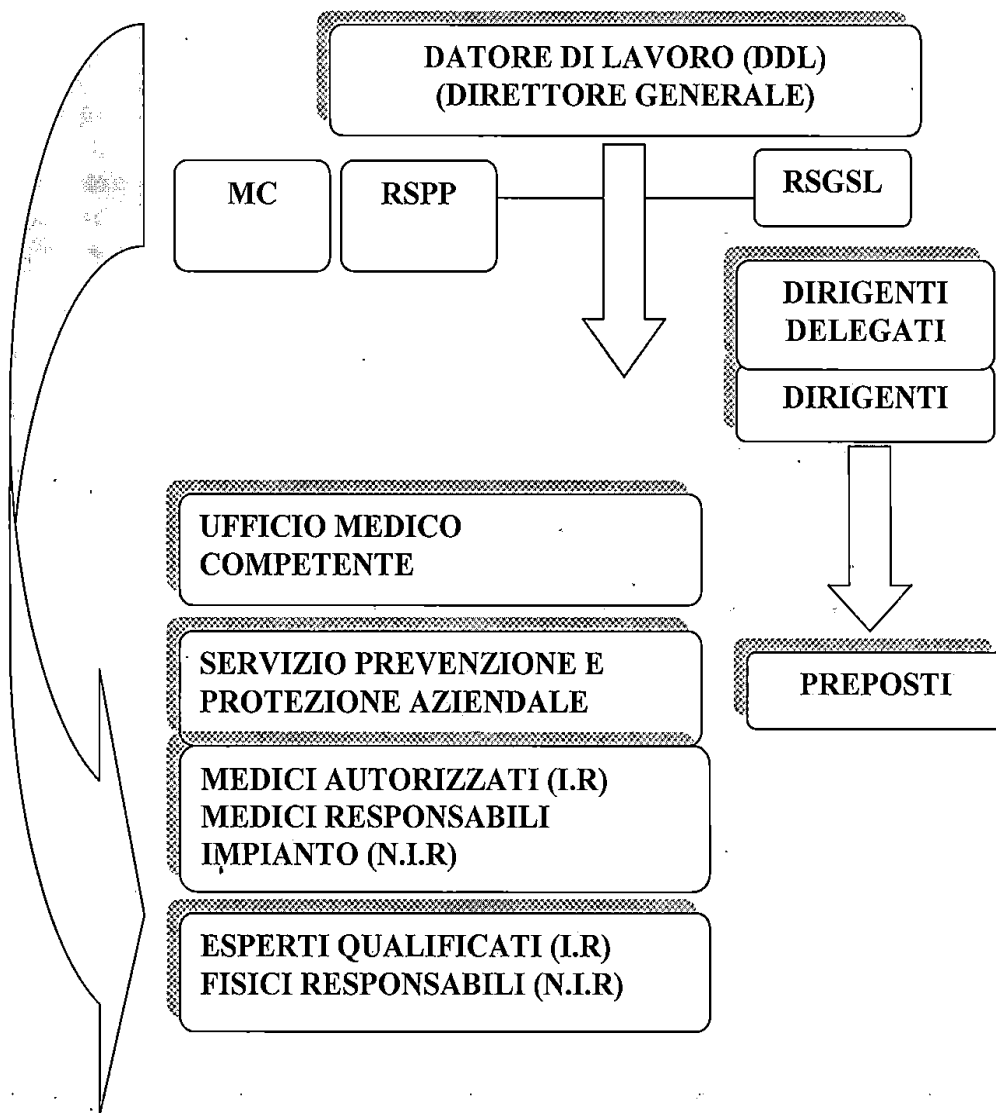 DATORE DI LAVORO (DDL)
(DIRETTORE GENERALE)
MC
RSPP
RSGSL
DIRIGENTI
DELEGATI
DIRIGENTI
UFFICIO MEDICO
COMPETENTE
SERVIZIO PREVENZIONE E
PROTEZIONE AZIENDALE
PREPOSTI
MEDICI AUTORIZZATI (I.R)
MEDICI RESPONSABILI
IMPIANTO (N.I.R)
ESPERTI QUALIFICATI (I.R)
FISICI RESPONSABILI (N.I.R)